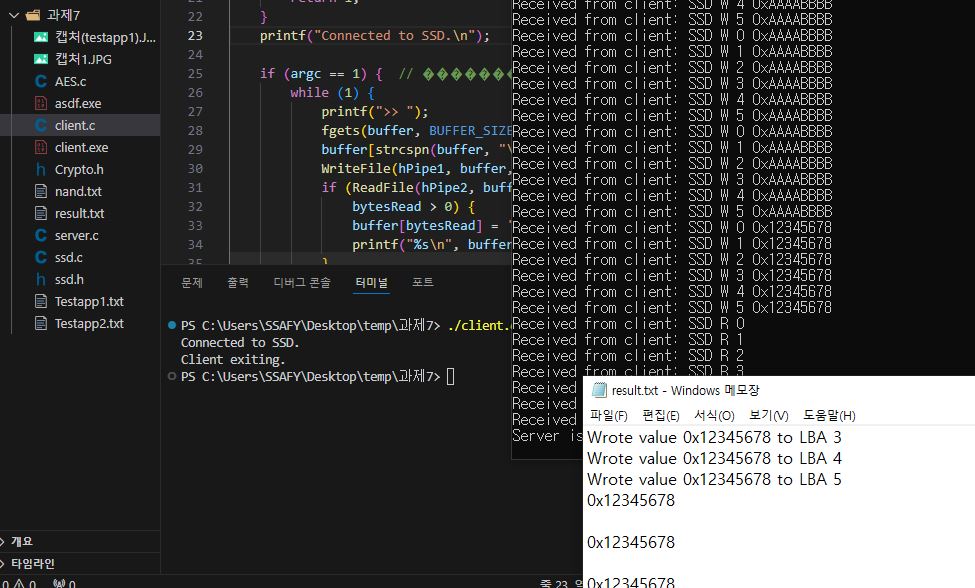 과제7
캡처(testapp1).J...
캡처1.JPG
AES.c
asdf.exe
client.c
client.exe
Crypto.h
nand.txt
result.txt
server.c
ssd.c
ssd.h
Testapp1.txt
Testapp2.txt
개요
타임라인
22 }
23 printf("Connected to SSD.\n");
24
25 if (argc == 1) { // �������
26 while (1) {
27 printf(">> ");
28 fgets(buffer, BUFFER_SIZE
29 buffer[strcspn(buffer, "\
30 WriteFile(hPipe1, buffer,
31 if (ReadFile(hPipe2, buff
32 bytesRead > 0) {
33 buffer[bytesRead] = '
34 printf("%s\n", buffer
35 }
문제 출력 디버그 콘솔 터미널 포트
PS C:\Users\SSAFY\Desktop\temp\과제7> ./client.
Connected to SSD.
Client exiting.
PS C:\Users\SSAFY\Desktop\temp\과제7>
Received from client: SSD W 4 0xAAAABBBB
Received from client: SSD W 5 0xAAAABBBB
Received from client: SSD W 0 0xAAAABBBB
Received from client: SSD W 1 0xAAAABBBB
Received from client: SSD W 2 0xAAAABBBB
Received from client: SSD W 3 0xAAAABBBB
Received from client: SSD W 4 0xAAAABBBB
Received from client: SSD W 5 0xAAAABBBB
Received from client: SSD W 0 0xAAAABBBB
Received from client: SSD W 1 0xAAAABBBB
Received from client: SSD W 2 0xAAAABBBB
Received from client: SSD W 3 0xAAAABBBB
Received from client: SSD W 4 0xAAAABBBB
Received from client: SSD W 5 0xAAAABBBB
Received from client: SSD W 0 0x12345678
Received from client: SSD W 1 0x12345678
Received from client: SSD W 2 0x12345678
Received from client: SSD W 3 0x12345678
Received from client: SSD W 4 0x12345678
Received from client: SSD W 5 0x12345678
Received from client: SSD R 0
Received from client: SSD R 1
Received from client: SSD R 2
Received from client: SSD R 3
Received
Received
Received
Server is
result.txt - Windows 메모장
파일(F) 편집(E) 서식(O) 보기(V) 도움말(H)
Wrote value 0x12345678 to LBA 3
Wrote value 0x12345678 to LBA 4
Wrote value 0x12345678 to LBA 5
0x12345678
0x12345678
0x12345678
0 0 0
줄 23,